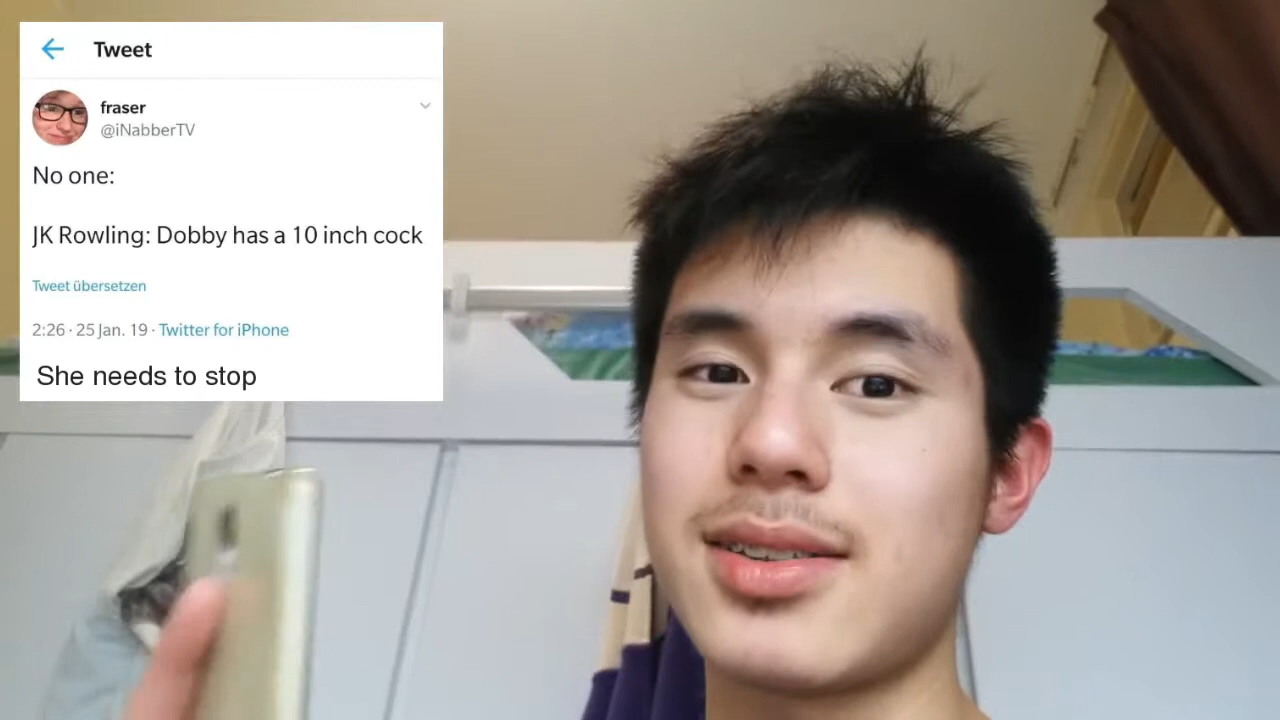 Tweet
fraser
@iNabberTV
No one:
JK Rowling: Dobby has a 10 inch cock
Tweet übersetzen
2:26 · 25 Jan. 19 · Twitter for iPhone
She needs to stop